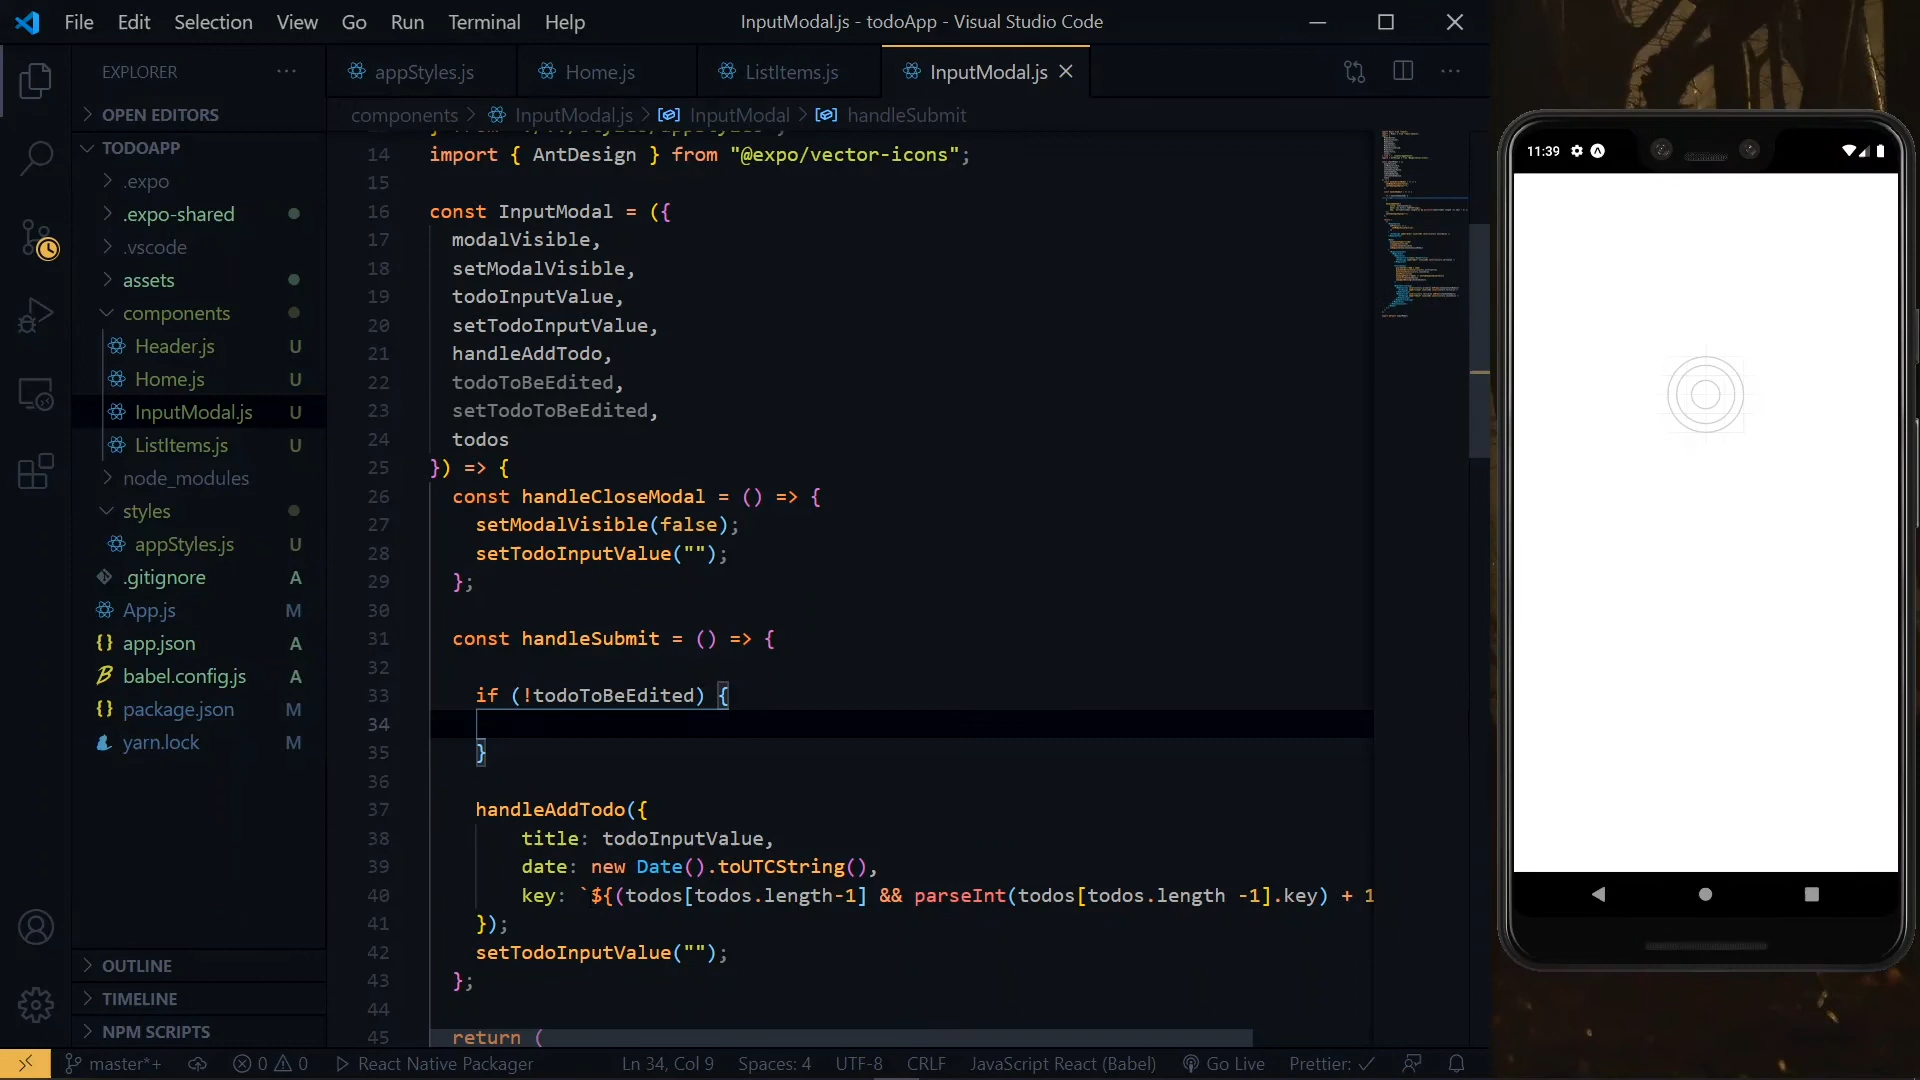 File Edit Selection View Go Run Terminal Help
InputModal.js - todoApp - Visual Studio Code
EXPLORER
appStyles.js
Home.js
ListItems.js
InputModal.js
OPEN EDITORS
components > InputModal.js > InputModal > handleSubmit
TODOAPP
.expo
.expo-shared
.vscode
assets
components
Header.js U
Home.js U
InputModal.js U
ListItems.js U
node_modules
styles
appStyles.js U
.gitignore A
App.js M
app.json A
babel.config.js A
package.json M
yarn.lock M
OUTLINE
TIMELINE
NPM SCRIPTS
14 import { AntDesign } from "@expo/vector-icons";
15
16 const InputModal = ({
17 modalVisible,
18 setModalVisible,
19 todoInputValue,
20 setTodoInputValue,
21 handleAddTodo,
22 todoToBeEdited,
23 setTodoToBeEdited,
24 todos
25 }) => {
26 const handleCloseModal = () => {
27 setModalVisible(false);
28 setTodoInputValue("");
29 };
30
31 const handleSubmit = () => {
32
33 if (!todoToBeEdited) {
34
35 }
36
37 handleAddTodo({
38 title: todoInputValue,
39 date: new Date().toUTCString(),
40 key: `${(todos[todos.length-1] && parseInt(todos[todos.length -1].key) + 1
41 });
42 setTodoInputValue("");
43 };
44
45 return (
master*+
0 0
React Native Packager
Ln 34, Col 9
Spaces: 4
UTF-8
CRLF
JavaScript React (Babel)
Go Live
Prettier: ✓
11:39